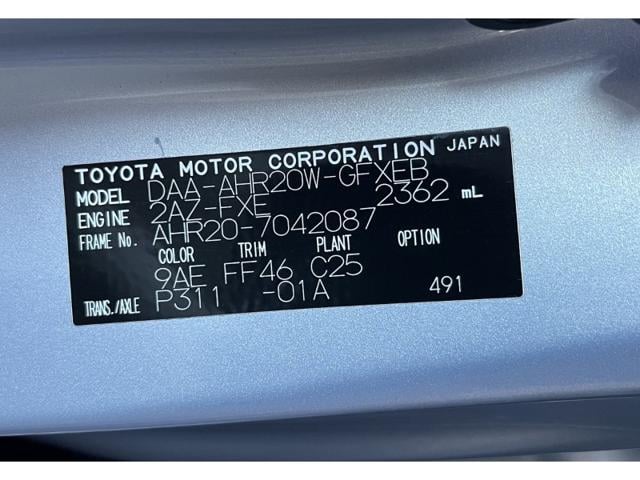 TOYOTA MOTOR CORPORATION JAPAN
MODEL DAA-AHR20W-GFXEB
ENGINE 2AZ-FXE 2362 mL
FRAME No. AHR20-7042087
COLOR TRIM PLANT OPTION
9AE FF46 C25
TRANS./AXLE P311 -01A 491